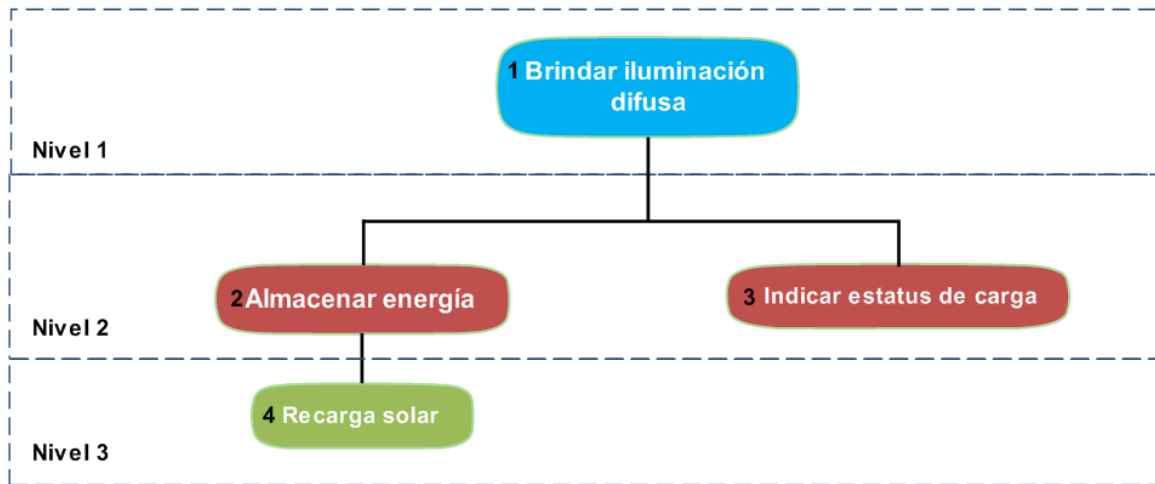 1 Brindar iluminación
difusa
Nivel 1
2 Almacenar energía
3 Indicar estatus de carga
Nivel 2
4 Recarga solar
Nivel 3